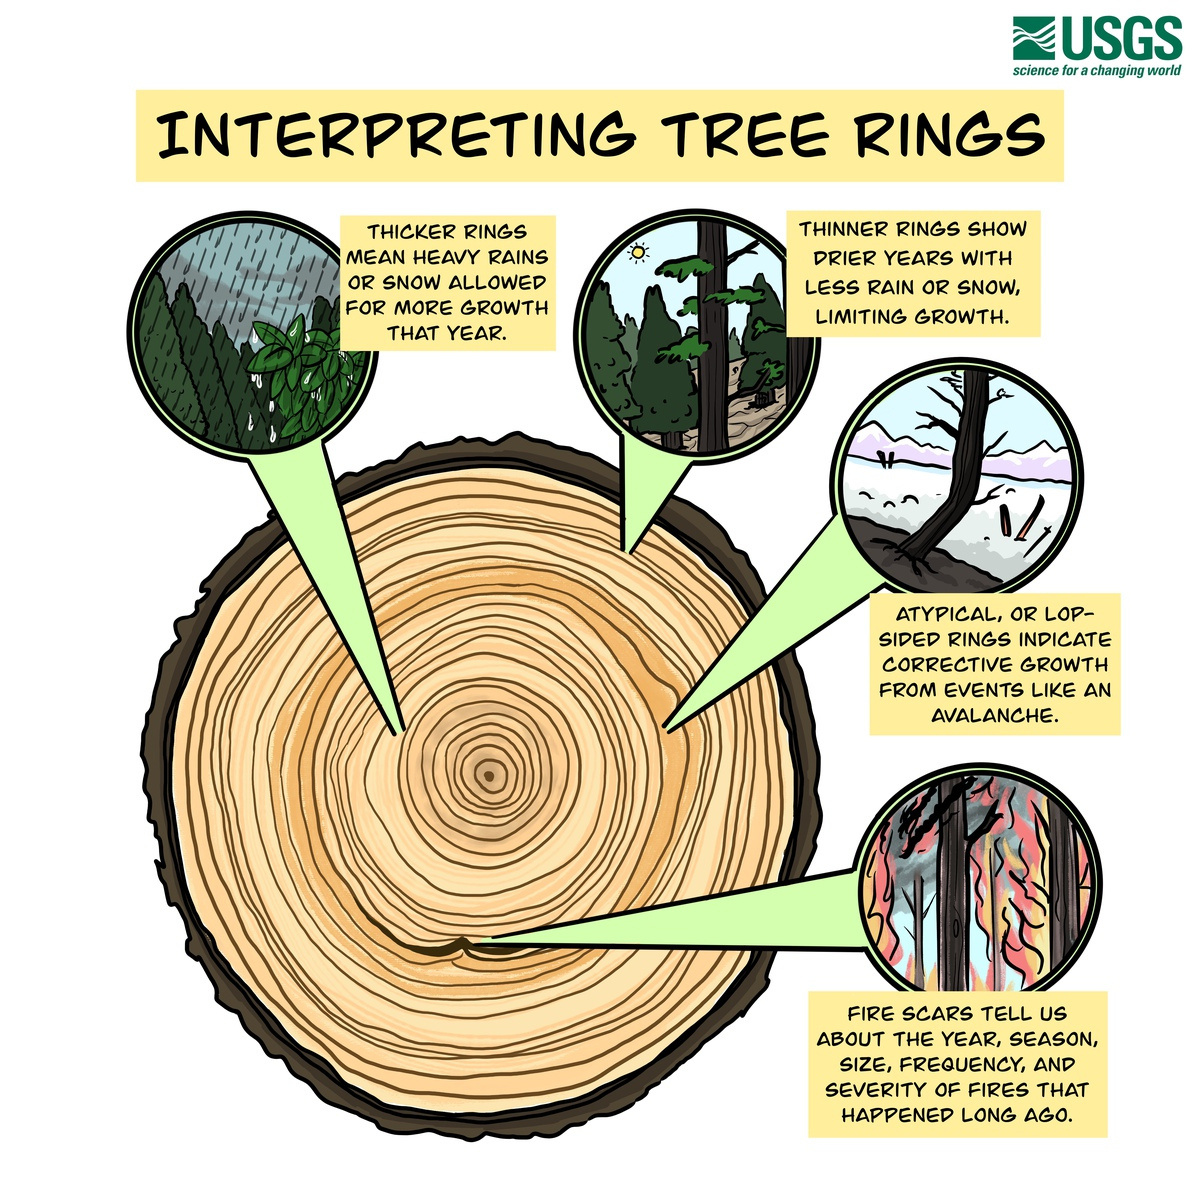 USGS
science for a changing world
INTERPRETING TREE RINGS
THICKER RINGS
MEAN HEAVY RAINS
OR SNOW ALLOWED
FOR MORE GROWTH
THAT YEAR.
THINNER RINGS SHOW
DRIER YEARS WITH
LESS RAIN OR SNOW,
LIMITING GROWTH.
ATYPICAL, OR LOP-
SIDED RINGS INDICATE
CORRECTIVE GROWTH
FROM EVENTS LIKE AN
AVALANCHE.
FIRE SCARS TELL US
ABOUT THE YEAR, SEASON,
SIZE, FREQUENCY, AND
SEVERITY OF FIRES THAT
HAPPENED LONG AGO.